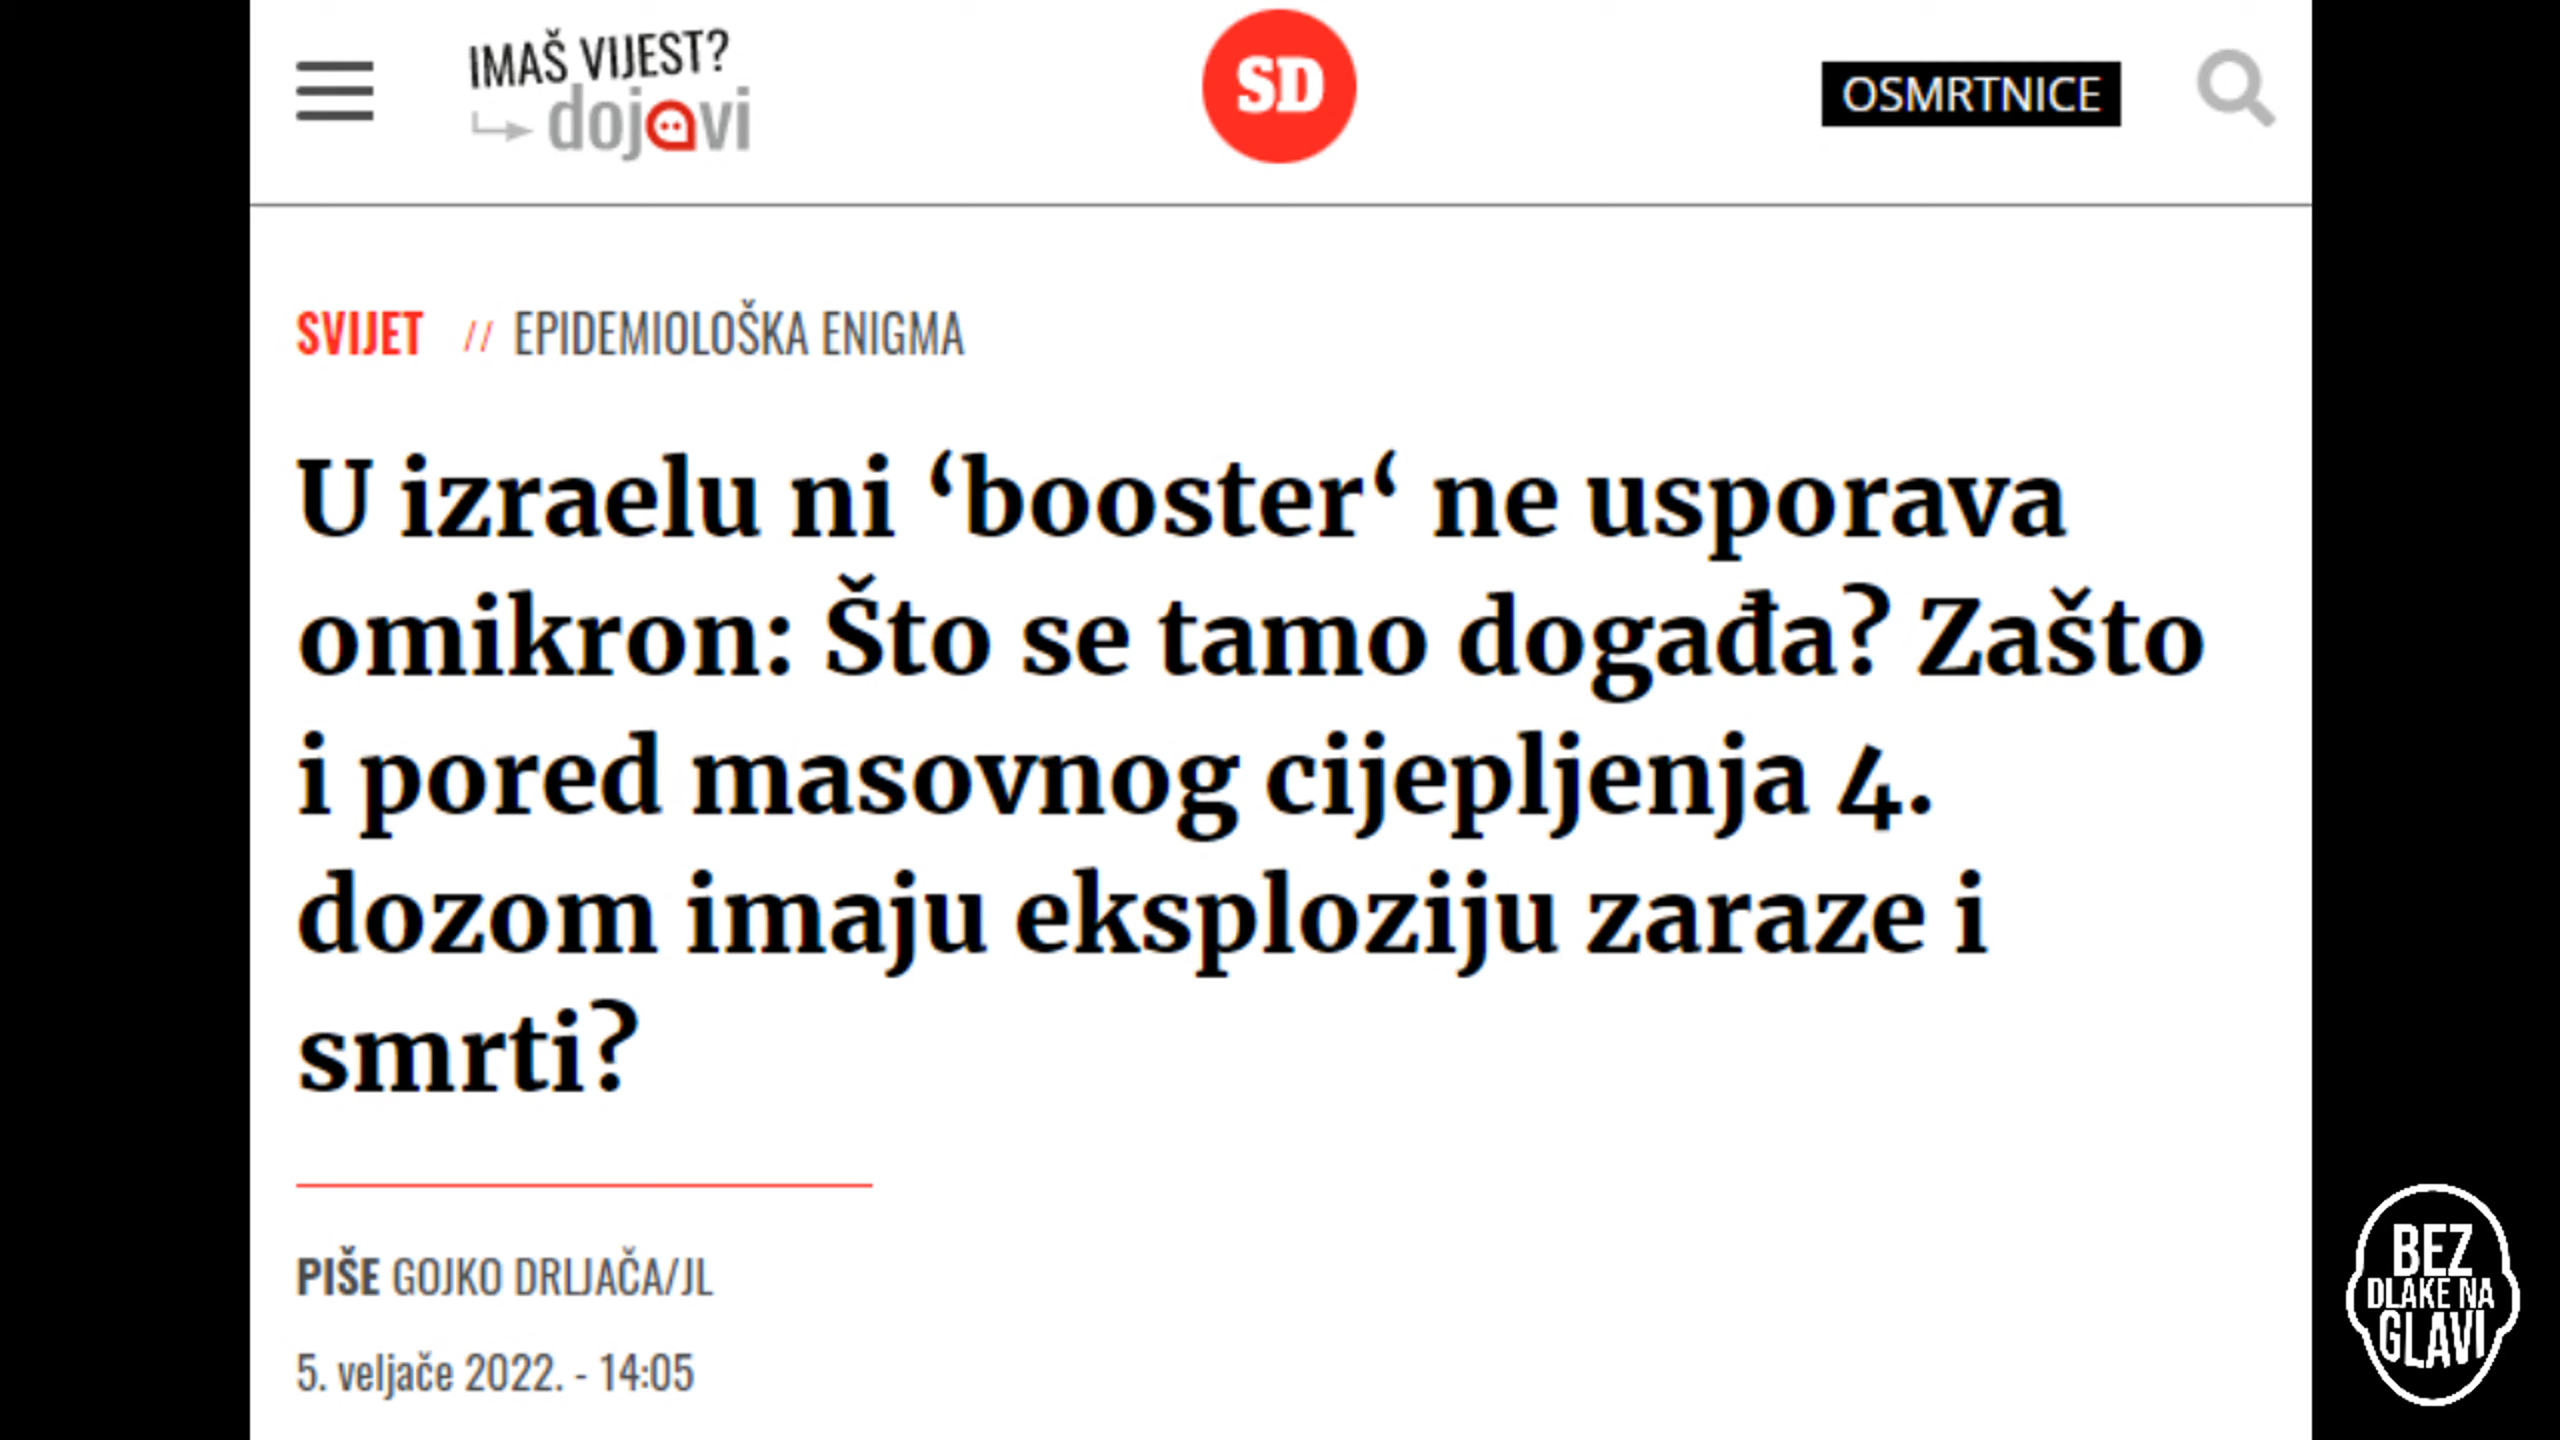 IMAŠ VIJEST?
dojavi
SD
OSMRTNICE
SVIJET // EPIDEMIOLOŠKA ENIGMA
U izraelu ni ‘booster‘ ne usporava
omikron: Što se tamo događa? Zašto
i pored masovnog cijepljenja 4.
dozom imaju eksploziju zaraze i
smrti?
PIŠE GOJKO DRLJAČA/JL
5. veljače 2022. - 14:05
BEZ
DLAKE NA
GLAVI